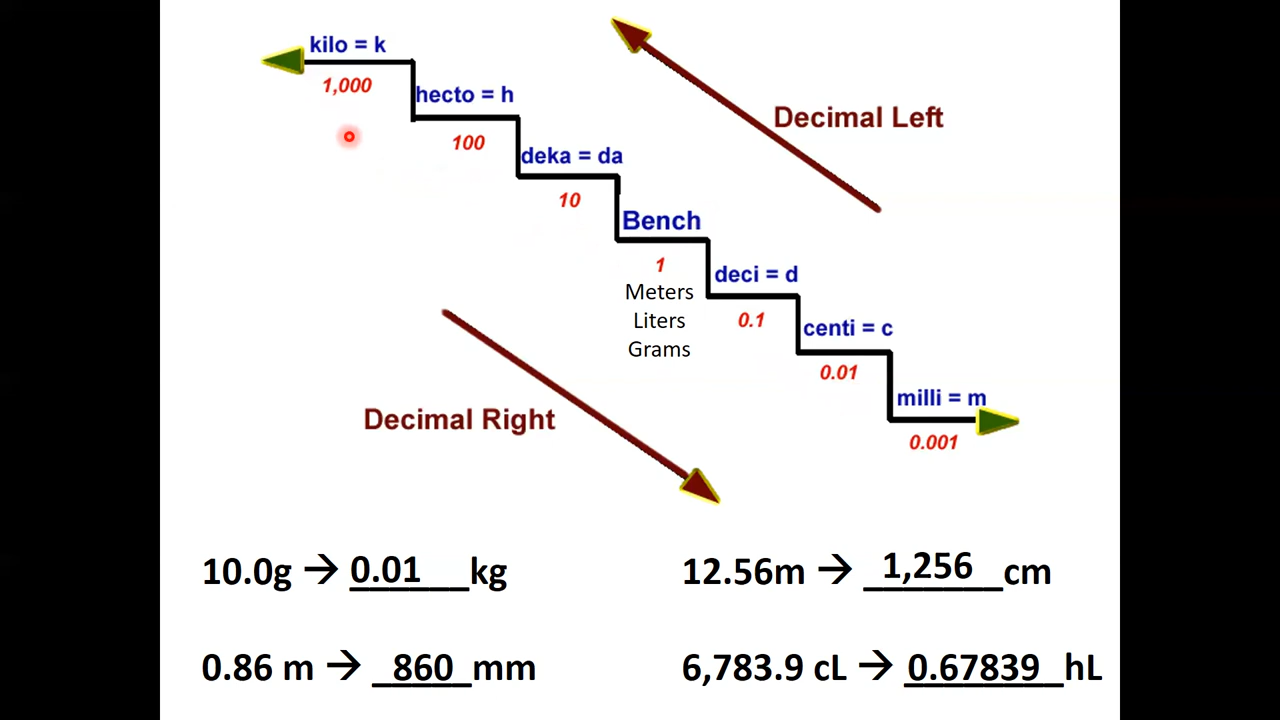 kilo = k
1,000
hecto = h
100
deka = da
10
Bench
1
Meters
Liters
Grams
deci = d
0.1
centi = c
0.01
milli = m
0.001
Decimal Left
Decimal Right
10.0g → 0.01 kg
12.56m → 1,256 cm
0.86 m → 860 mm
6,783.9 cL → 0.67839 hL